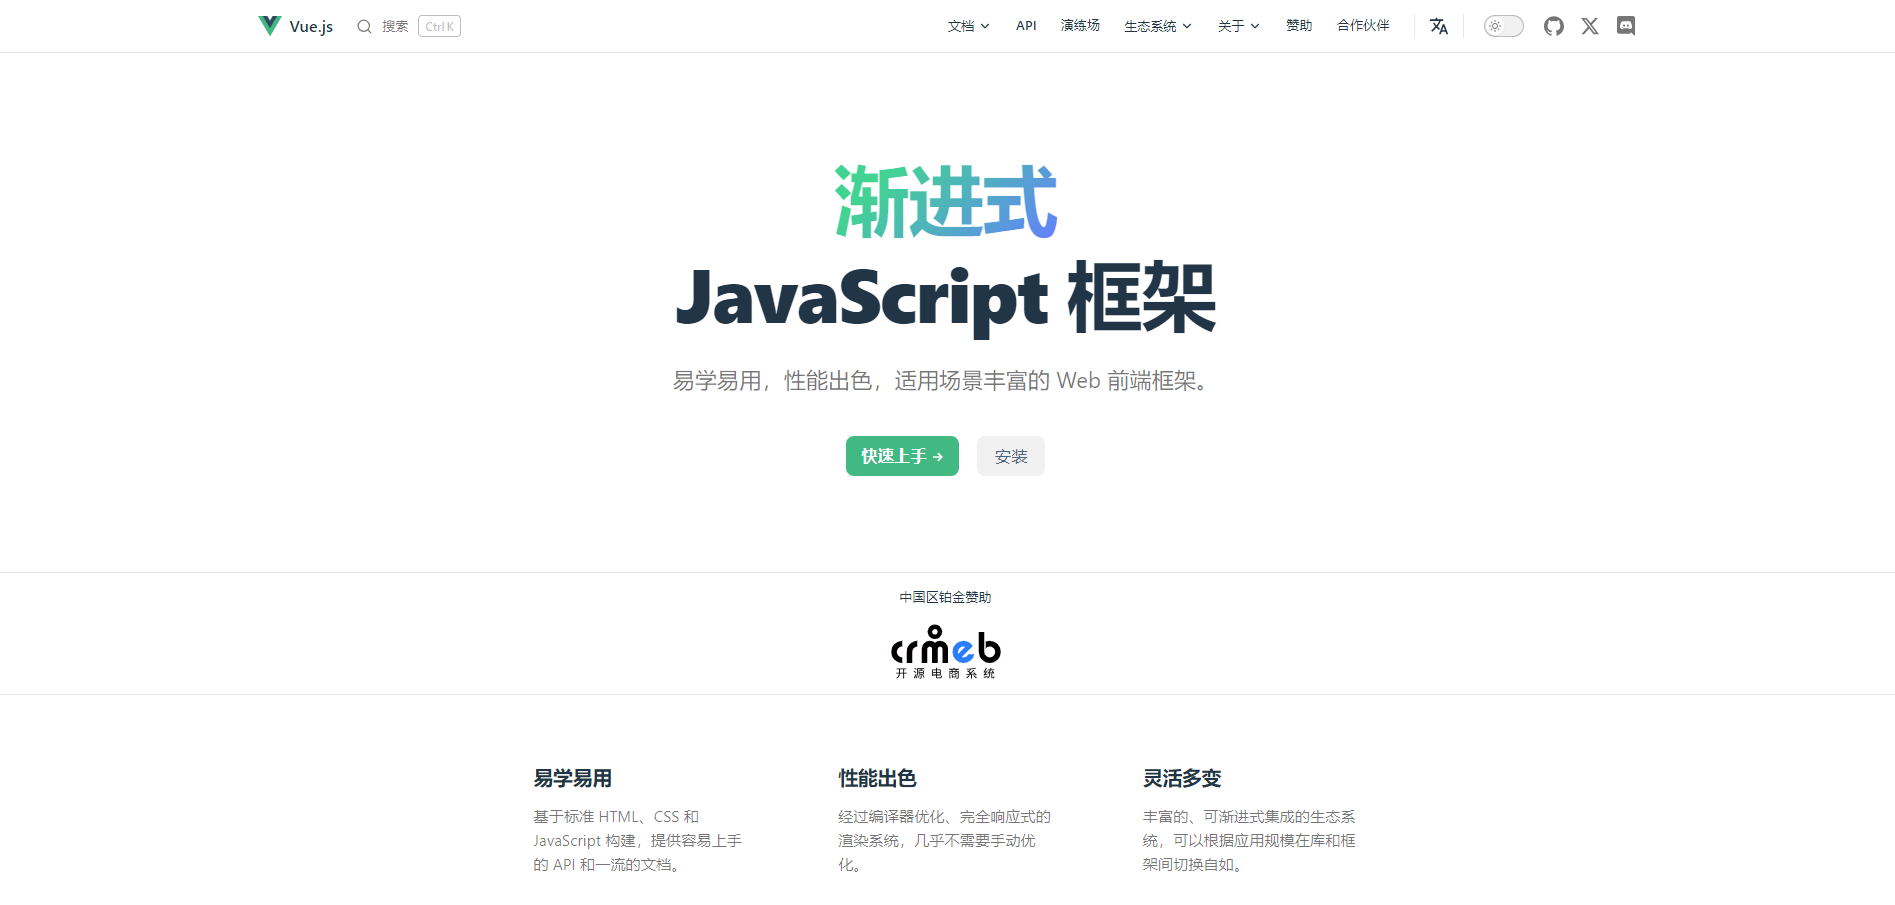 Vue.js 搜索 Ctrl K 文档 API 演练场 生态系统 关于 赞助 合作伙伴
渐进式
JavaScript 框架
易学易用，性能出色，适用场景丰富的 Web 前端框架。
快速上手 → 安装
中国区铂金赞助
crmeb
开源电商系统
易学易用
基于标准 HTML、CSS 和
JavaScript 构建，提供容易上手
的 API 和一流的文档。
性能出色
经过编译器优化、完全响应式的
渲染系统，几乎不需要手动优
化。
灵活多变
丰富的、可渐进式集成的生态系
统，可以根据应用规模在库和框
架间切换自如。